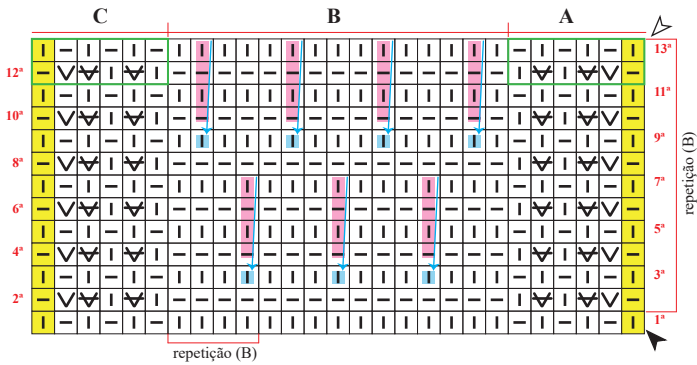 C B A
13ª
12ª
11ª
10ª
9ª
8ª
7ª
6ª
5ª
4ª
3ª
2ª
1ª
repetição (B)
repetição (B)